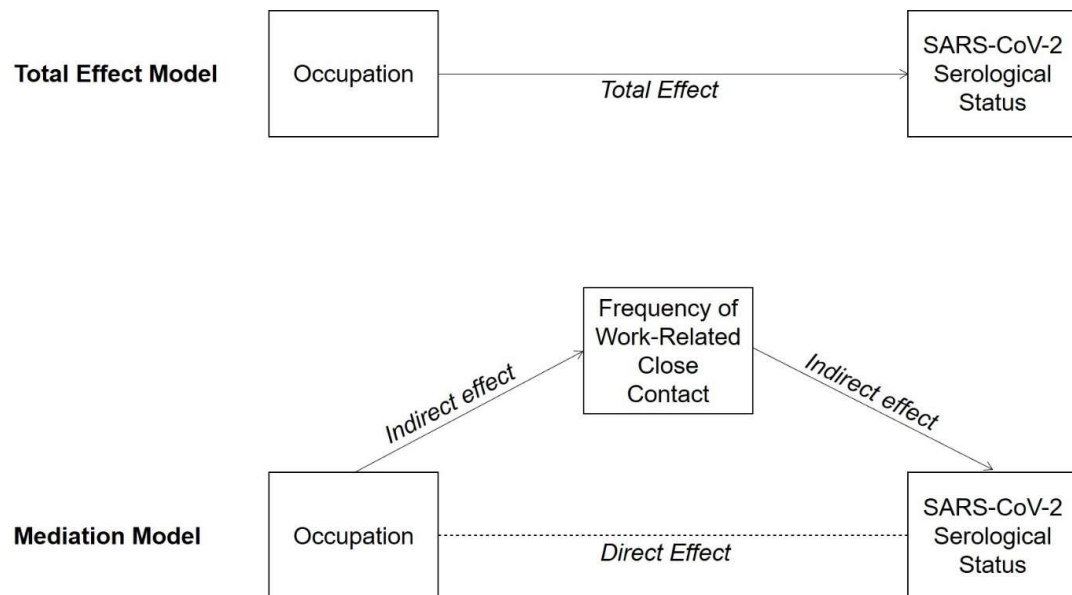 Total Effect Model
Occupation
Total Effect
SARS-CoV-2
Serological
Status
Frequency of
Work-Related
Close
Contact
Indirect effect
Indirect effect
Mediation Model
Occupation
Direct Effect
SARS-CoV-2
Serological
Status